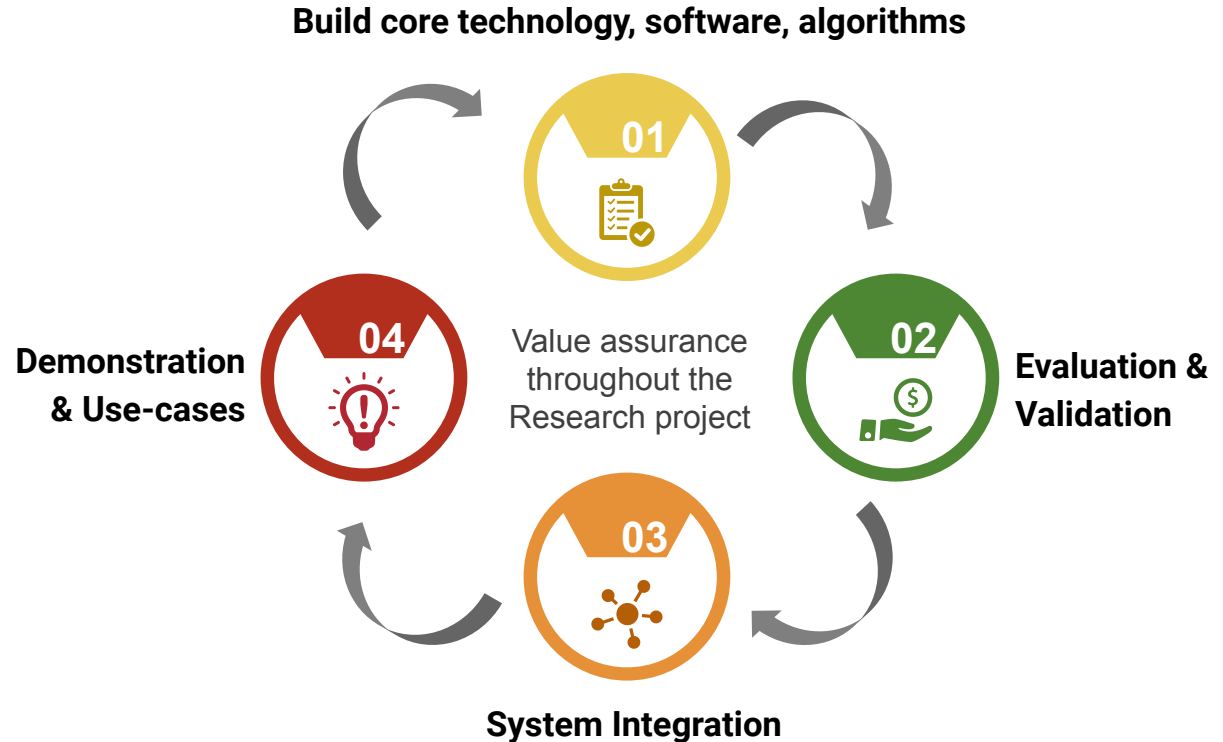 Build core technology, software, algorithms
01
04
Demonstration
& Use-cases
Value assurance
throughout the
Research project
02
$
Evaluation &
Validation
03
System Integration